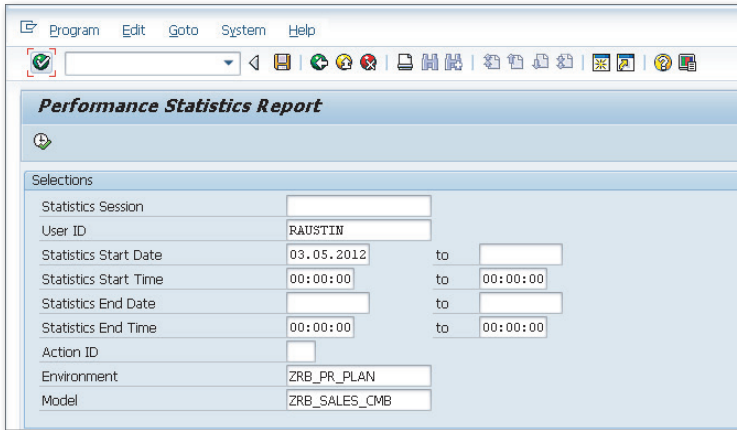 Program Edit Goto System Help
Performance Statistics Report
Selections
Statistics Session
User ID RAUSTIN
Statistics Start Date 03.05.2012 to
Statistics Start Time 00:00:00 to 00:00:00
Statistics End Date to
Statistics End Time 00:00:00 to 00:00:00
Action ID
Environment ZRB_PR_PLAN
Model ZRB_SALES_CMB